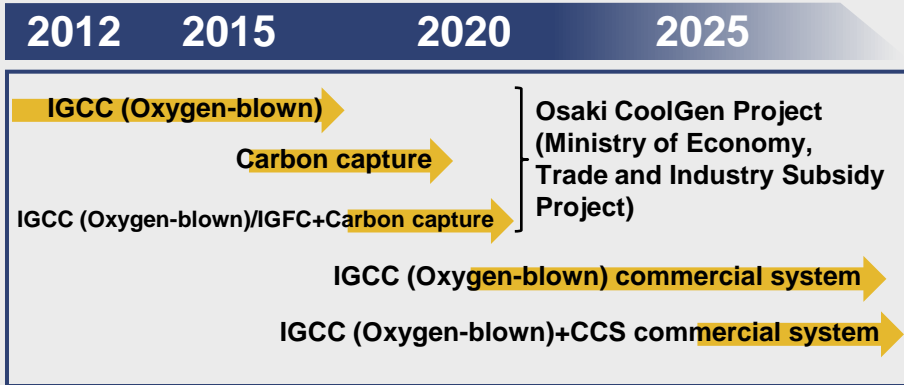 2012 2015 2020 2025
IGCC (Oxygen-blown)
Carbon capture
IGCC (Oxygen-blown)/IGFC+Carbon capture
Osaki CoolGen Project
(Ministry of Economy,
Trade and Industry Subsidy
Project)
IGCC (Oxygen-blown) commercial system
IGCC (Oxygen-blown)+CCS commercial system